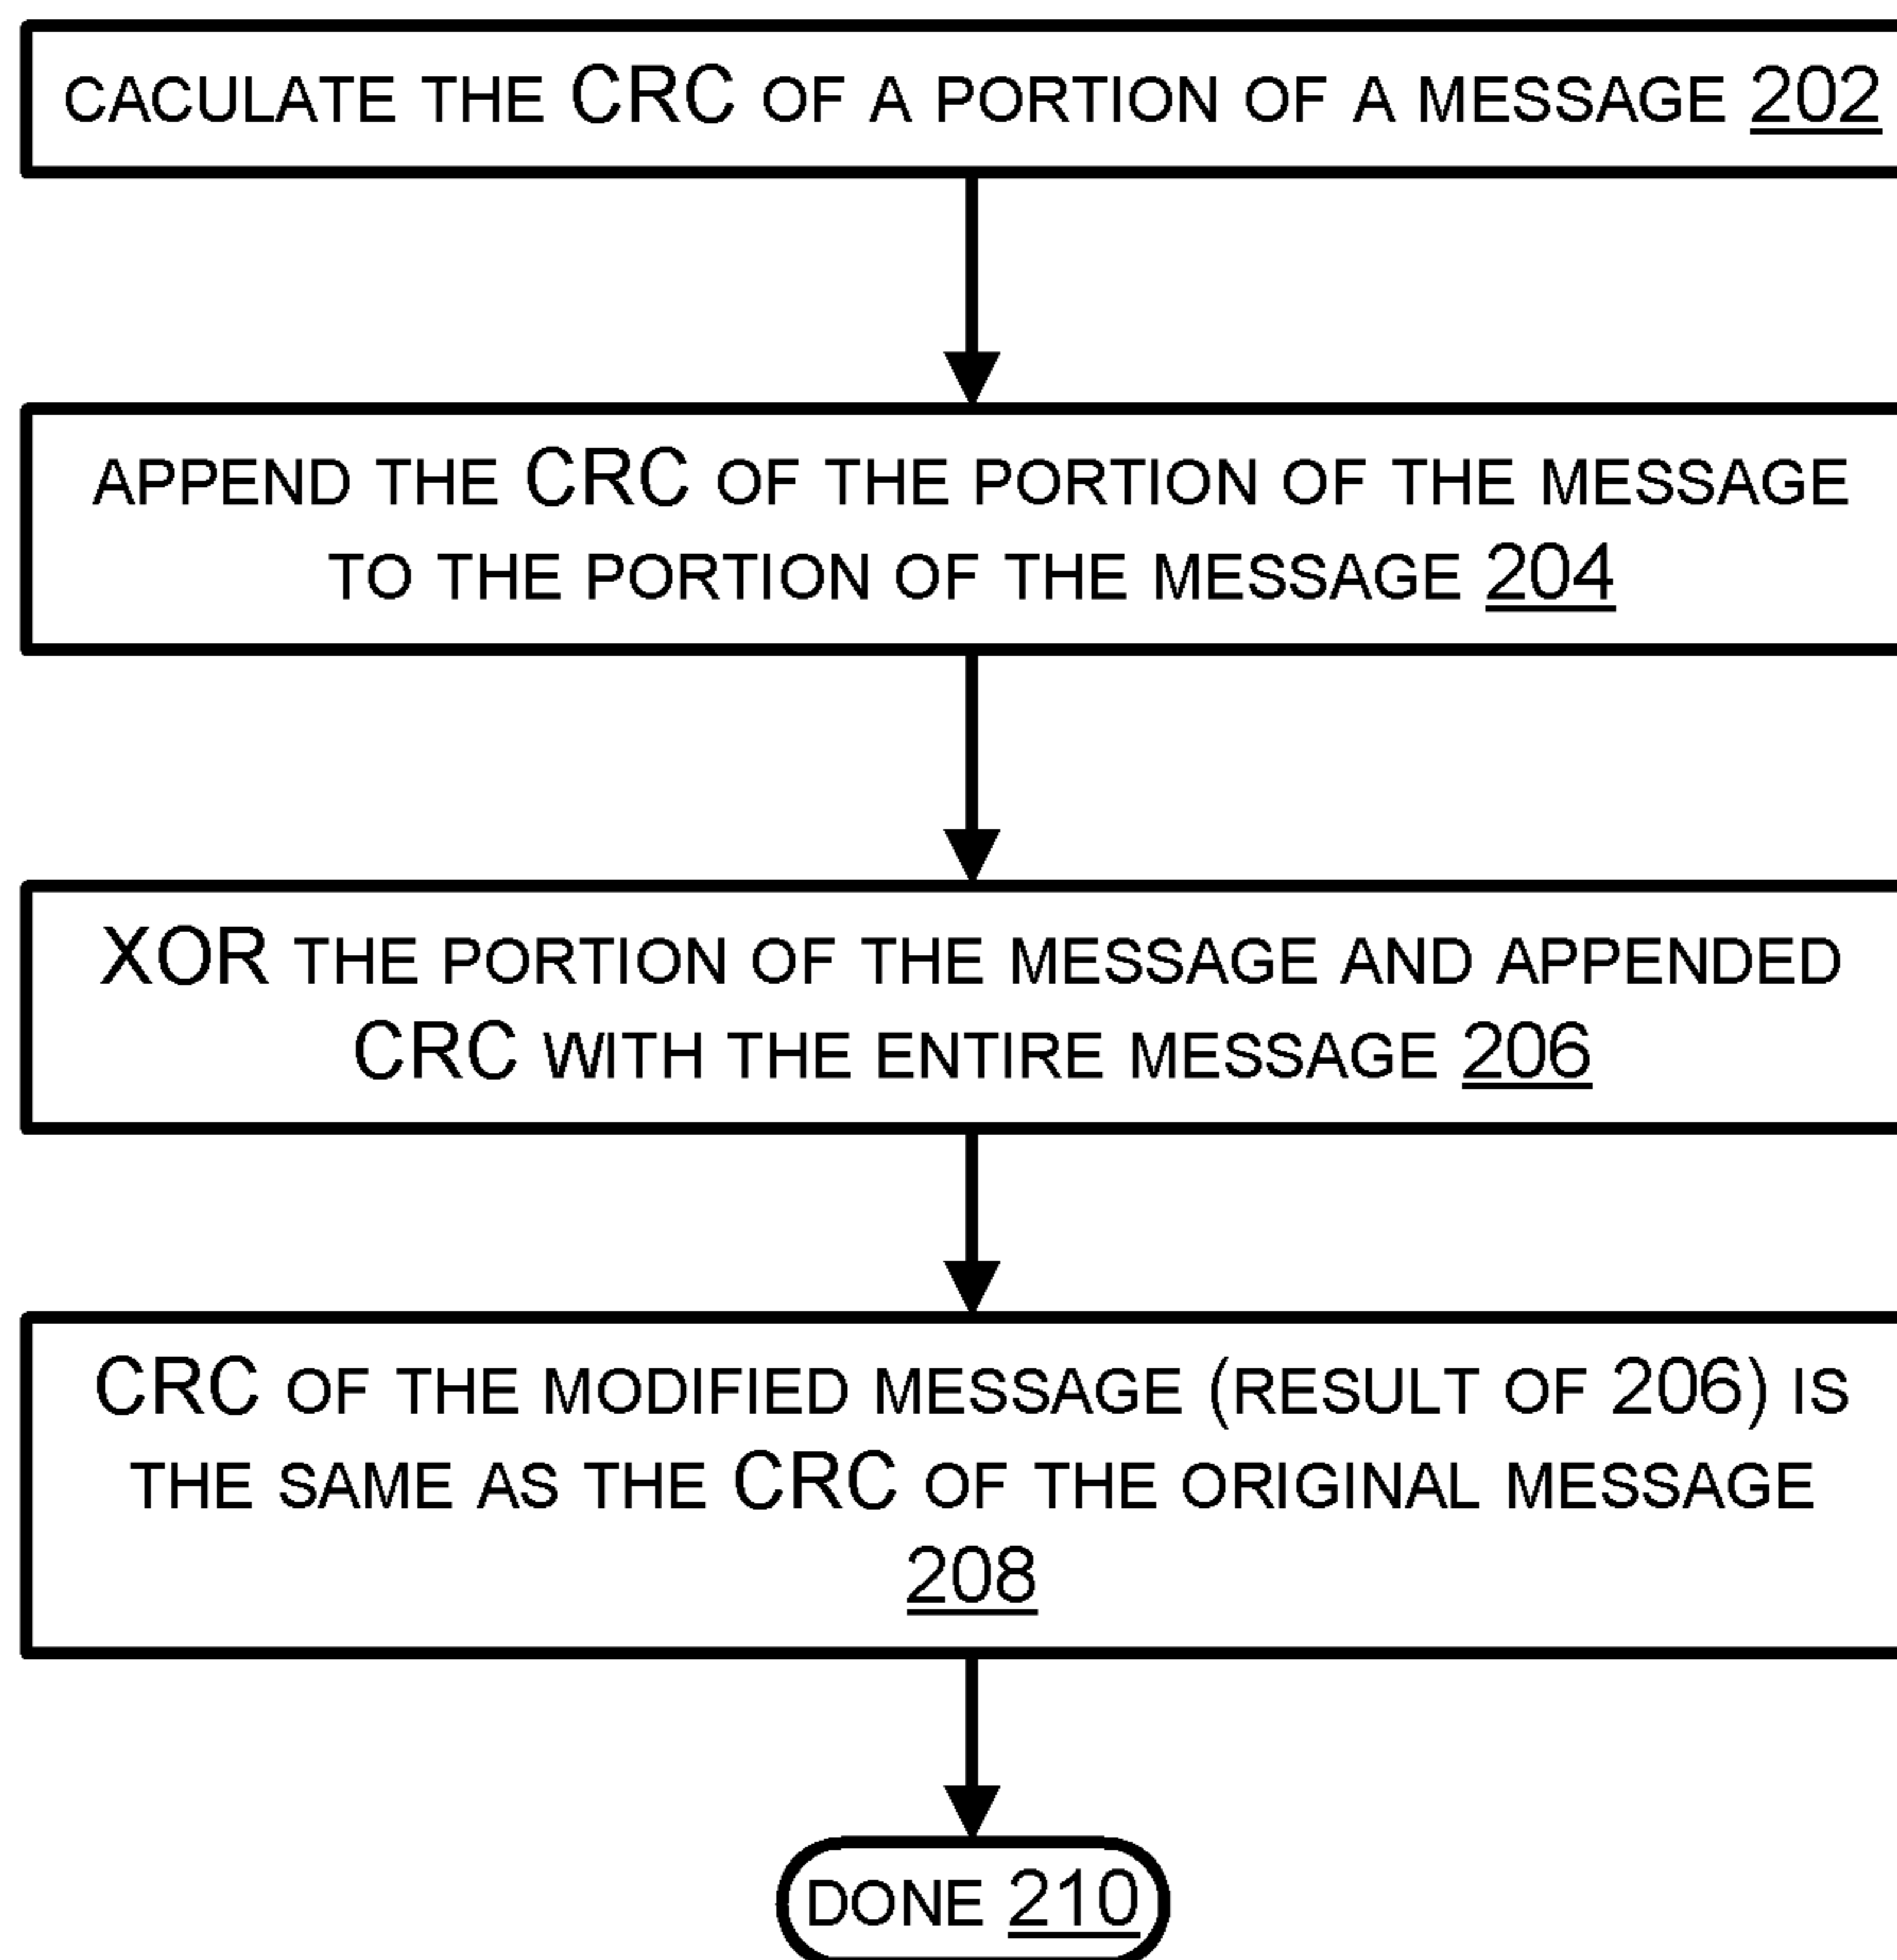 CACULATE THE CRC OF A PORTION OF A MESSAGE 202
APPEND THE CRC OF THE PORTION OF THE MESSAGE
TO THE PORTION OF THE MESSAGE 204
XOR THE PORTION OF THE MESSAGE AND APPENDED
CRC WITH THE ENTIRE MESSAGE 206
CRC OF THE MODIFIED MESSAGE (RESULT OF 206) IS
THE SAME AS THE CRC OF THE ORIGINAL MESSAGE
208
DONE 210